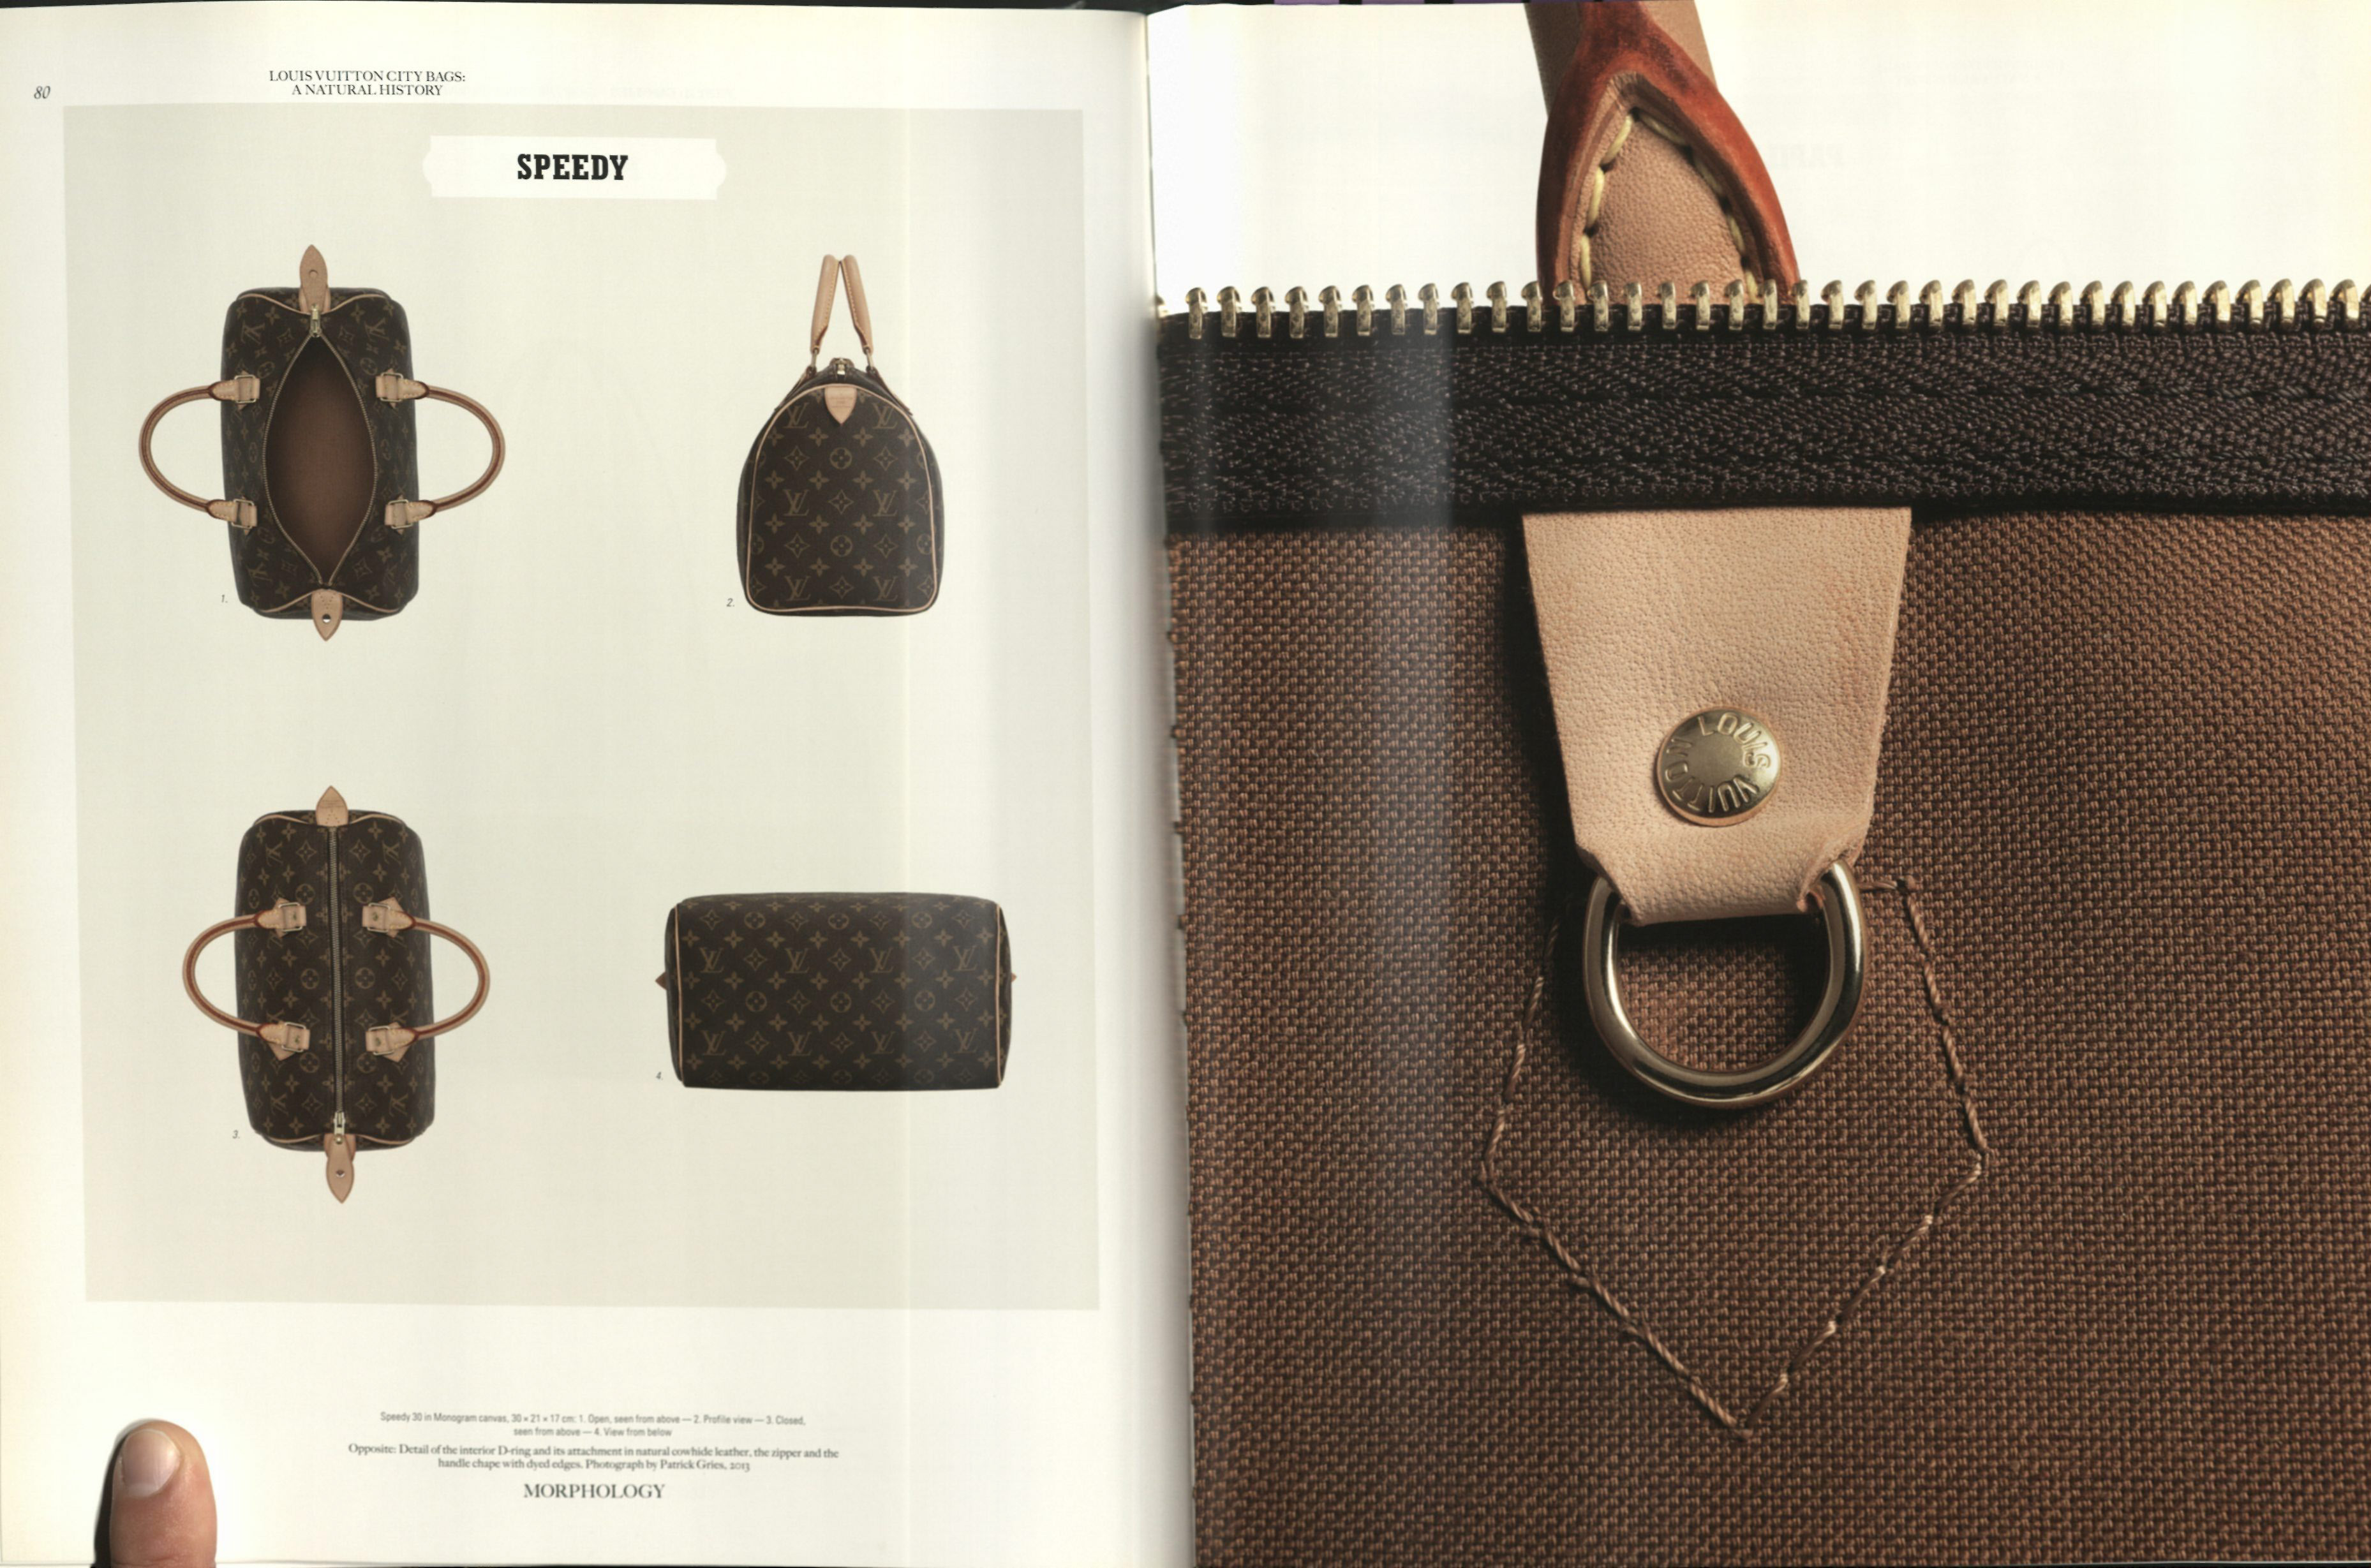 80
LOUIS VUITTON CITY BAGS:
A NATURAL HISTORY
SPEEDY
1.
2.
3.
4.
Speedy 30 in Monogram canvas, 30 × 21 × 17 cm: 1. Open, seen from above — 2. Profile view — 3. Closed,
seen from above — 4. View from below
Opposite: Detail of the interior D-ring and its attachment in natural cowhide leather, the zipper and the
handle chape with dyed edges. Photograph by Patrick Gries, 2013
MORPHOLOGY
LOUIS VUITTON